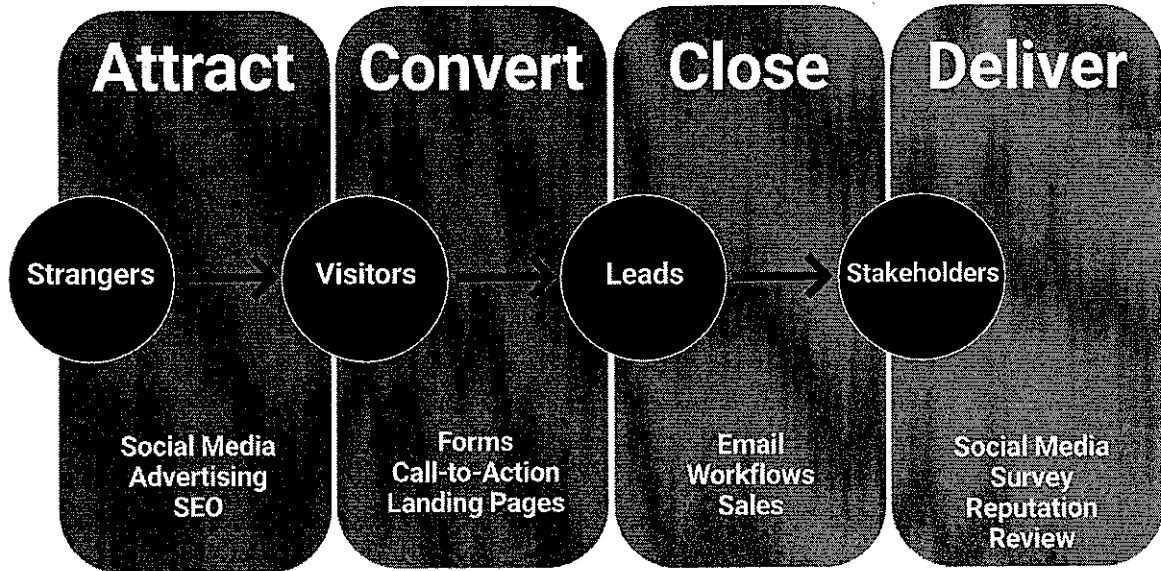 Attract
Convert
Close
Deliver
Strangers
Visitors
Leads
Stakeholders
Social Media
Advertising
SEO
Forms
Call-to-Action
Landing Pages
Email
Workflows
Sales
Social Media
Survey
Reputation
Review